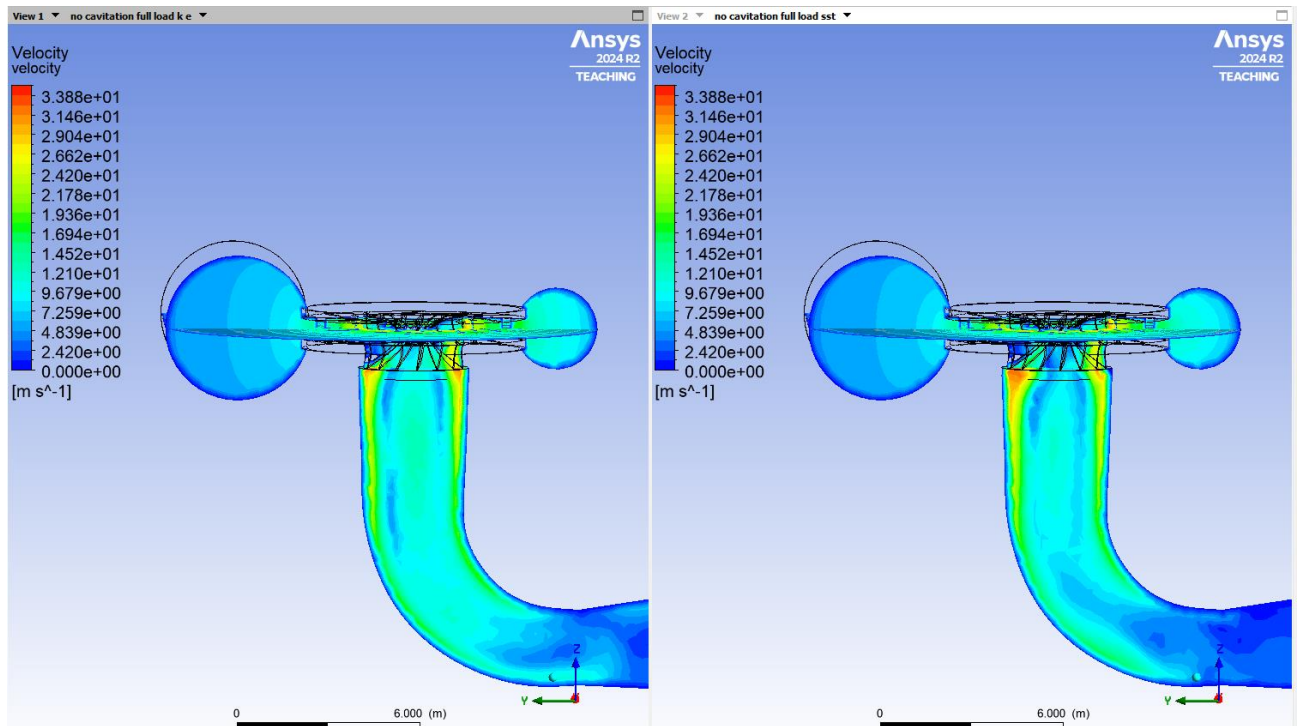 View 1 ▼ no cavitation full load k e ▼
Velocity
velocity
3.388e+01
3.146e+01
2.904e+01
2.662e+01
2.420e+01
2.178e+01
1.936e+01
1.694e+01
1.452e+01
1.210e+01
9.679e+00
7.259e+00
4.839e+00
2.420e+00
0.000e+00
[m s^-1]
Ansys
2024 R2
TEACHING
Z
Y
0 6.000 (m)
View 2 ▼ no cavitation full load sst ▼
Velocity
velocity
3.388e+01
3.146e+01
2.904e+01
2.662e+01
2.420e+01
2.178e+01
1.936e+01
1.694e+01
1.452e+01
1.210e+01
9.679e+00
7.259e+00
4.839e+00
2.420e+00
0.000e+00
[m s^-1]
Ansys
2024 R2
TEACHING
Z
Y
0 6.000 (m)